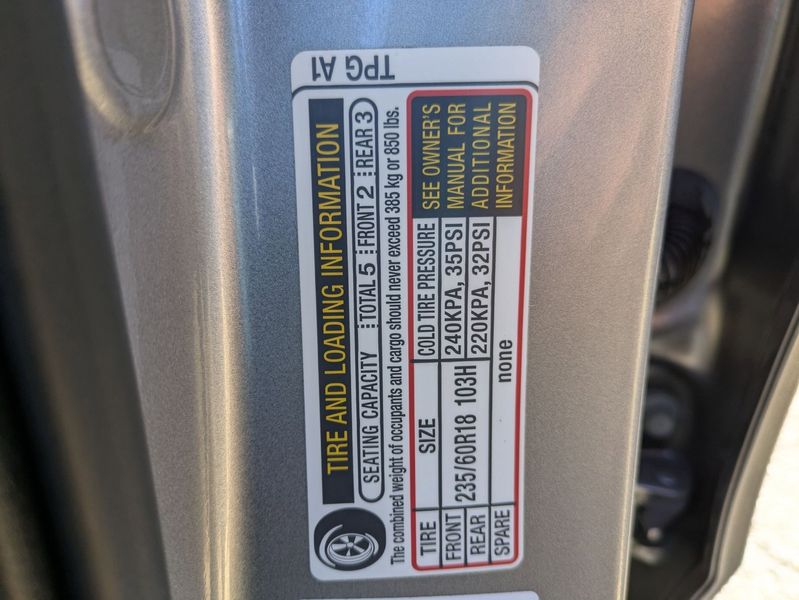 TPG A1
TIRE AND LOADING INFORMATION
SEATING CAPACITY TOTAL 5 FRONT 2 REAR 3
The combined weight of occupants and cargo should never exceed 385 kg or 850 lbs.
TIRE SIZE COLD TIRE PRESSURE
FRONT 235/60R18 103H 240KPA, 35PSI
REAR 220KPA, 32PSI
SPARE none
SEE OWNER'S
MANUAL FOR
ADDITIONAL
INFORMATION